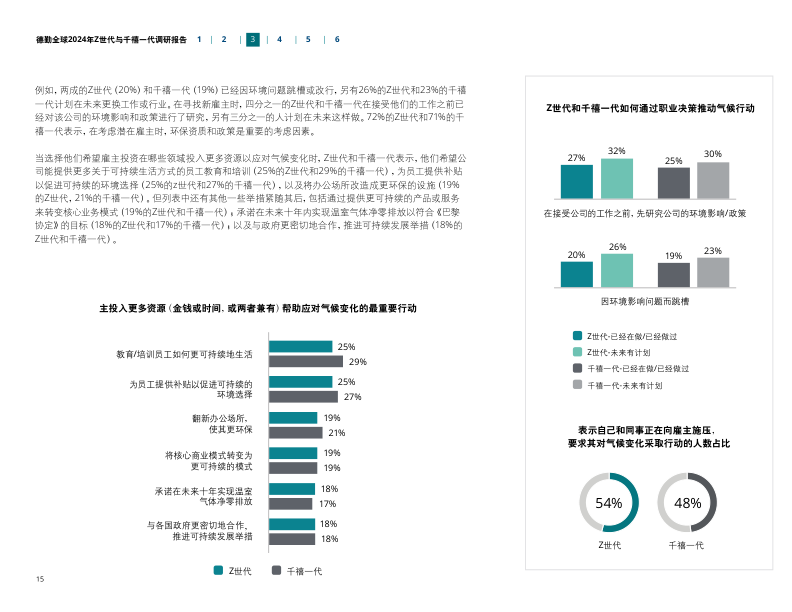 德勤全球2024年Z世代与千禧一代调研报告 1 | 2 | 3 | 4 | 5 | 6
例如, 两成的Z世代 (20%) 和千禧一代 (19%) 已经因环境问题跳槽或改行, 另有26%的Z世代和23%的千禧
一代计划在未来更换工作或行业。在寻找新雇主时, 四分之一的Z世代和千禧一代在接受他们的工作之前已
经对该公司的环境影响和政策进行了研究, 另有三分之一的人计划在未来这样做。72%的Z世代和71%的千
禧一代表示, 在考虑潜在雇主时, 环保资质和政策是重要的考虑因素。
当选择他们希望雇主投资在哪些领域投入更多资源以应对气候变化时, Z世代和千禧一代表示, 他们希望公
司能提供更多关于可持续生活方式的员工教育和培训 (25%的Z世代和29%的千禧一代) , 为员工提供补贴
以促进可持续的环境选择 (25%的z世代和27%的千禧一代) , 以及将办公场所改造成更环保的设施 (19%
的Z世代, 21%的千禧一代) 。但列表中还有其他一些举措紧随其后, 包括通过提供更可持续的产品或服务
来转变核心业务模式 (19%的Z世代和千禧一代) ; 承诺在未来十年内实现温室气体净零排放以符合《巴黎
协定》的目标 (18%的Z世代和17%的千禧一代) ; 以及与政府更密切地合作, 推进可持续发展举措 (18%的
Z世代和千禧一代) 。
主投入更多资源 (金钱或时间, 或两者兼有) 帮助应对气候变化的最重要行动
教育/培训员工如何更可持续地生活
25%
29%
为员工提供补贴以促进可持续的
环境选择
25%
27%
翻新办公场所,
使其更环保
19%
21%
将核心商业模式转变为
更可持续的模式
19%
19%
承诺在未来十年实现温室
气体净零排放
18%
17%
与各国政府更密切地合作,
推进可持续发展举措
18%
18%
Z世代 千禧一代
Z世代和千禧一代如何通过职业决策推动气候行动
27% 32% 25% 30%
在接受公司的工作之前, 先研究公司的环境影响/政策
20% 26% 19% 23%
因环境影响问题而跳槽
Z世代-已经在做/已经做过
Z世代-未来有计划
千禧一代-已经在做/已经做过
千禧一代-未来有计划
表示自己和同事正在向雇主施压,
要求其对气候变化采取行动的人数占比
54% 48%
Z世代 千禧一代
15